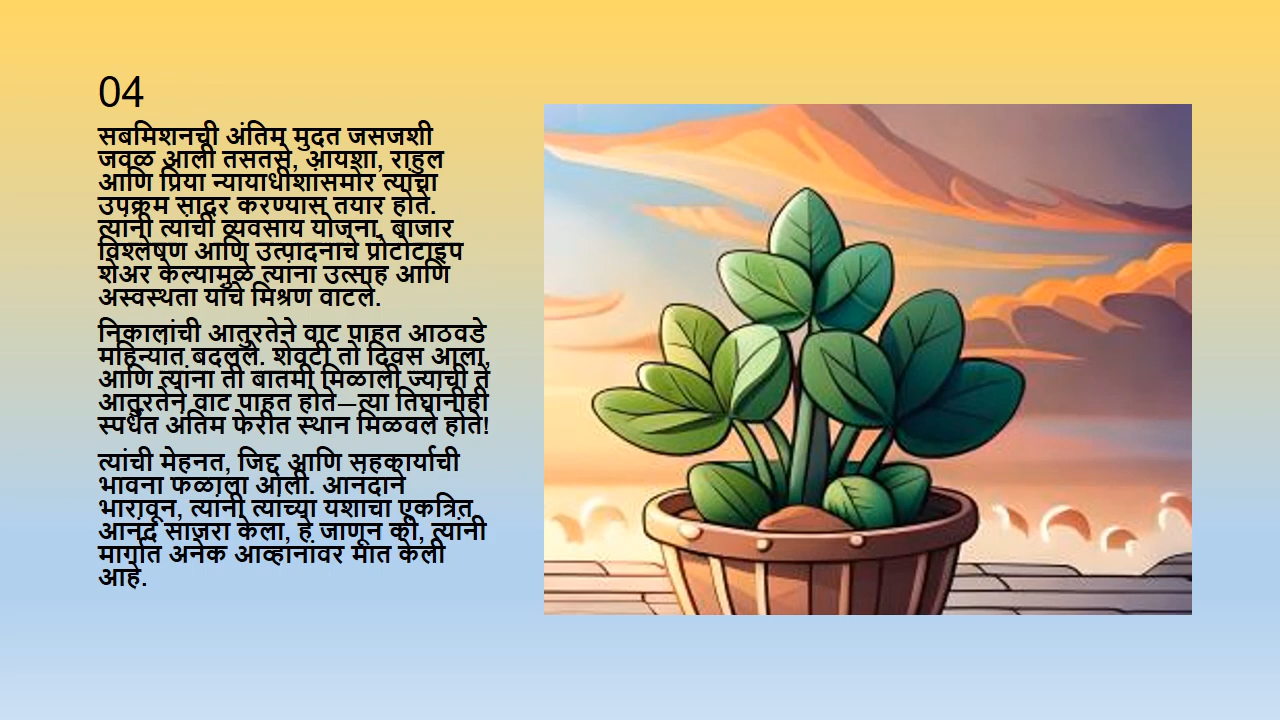 04
सबमिशनची अंतिम मुदत जसजशी
जवळ आली तसतसे, आयशा, राहुल
आणि प्रिया न्यायाधीशांसमोर त्यांचा
उपक्रम सादर करण्यास तयार होते.
त्यांनी त्यांची व्यवसाय योजना, बाजार
विश्लेषण आणि उत्पादनाचे प्रोटोटाइप
शेअर केल्यामुळे त्यांना उत्साह आणि
अस्वस्थता यांचे मिश्रण वाटले.
निकालांची आतुरतेने वाट पाहत आठवडे
महिन्यांत बदलले. शेवटी तो दिवस आला,
आणि त्यांना ती बातमी मिळाली ज्याची ते
आतुरतेने वाट पाहत होते—त्या तिघांनीही
स्पर्धेत अंतिम फेरीत स्थान मिळवले होते!
त्यांची मेहनत, जिद्द आणि सहकार्याची
भावना फळाला आली. आनंदाने
भारावून, त्यांनी त्यांच्या यशाचा एकत्रित
आनंद साजरा केला, हे जाणून की, त्यांनी
मार्गात अनेक आव्हानांवर मात केली
आहे.